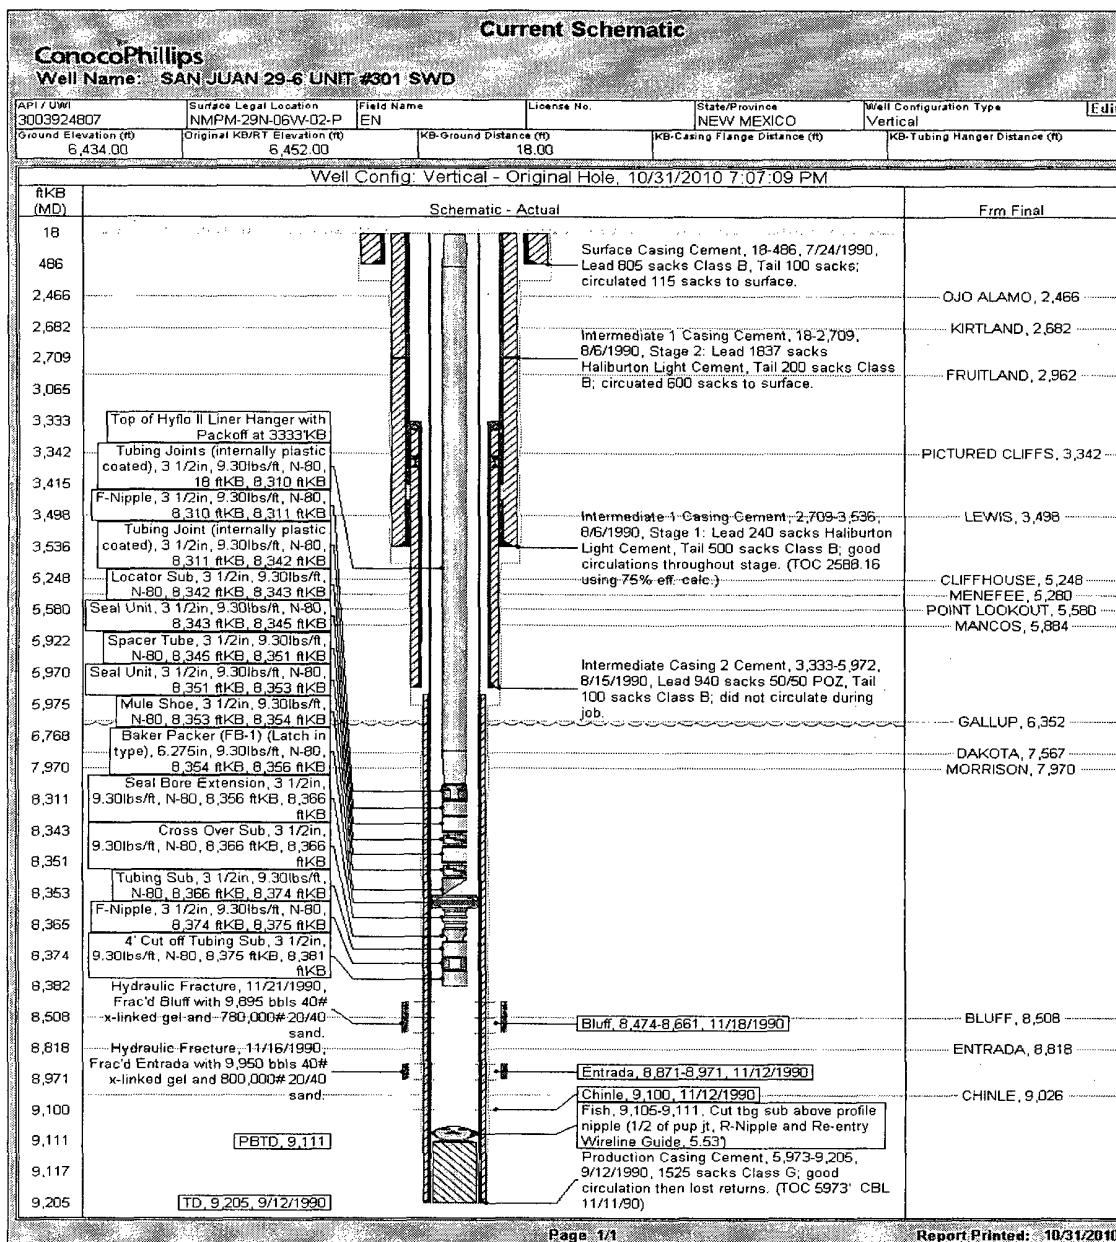 Current Schematic
ConocoPhillips
Well Name: SAN JUAN 29-6 UNIT #301 SWD
API / UWI
3003924807
Surface Legal Location
NMPM-29N-06W-02-P
Field Name
EN
License No.
State/Province
NEW MEXICO
Well Configuration Type
Vertical
Edi
Ground Elevation (ft)
6,434.00
Original KB/RT Elevation (ft)
6,452.00
KB-Ground Distance (ft)
18.00
KB-Casing Flange Distance (ft)
KB-Tubing Hanger Distance (ft)
Well Config: Vertical - Original Hole, 10/31/2010 7:07:09 PM
ftKB
(MD)
Schematic - Actual
Frm Final
18
486
2,466
2,682
2,709
3,065
3,333
3,342
3,415
3,498
3,536
5,248
5,580
5,922
5,970
5,975
6,768
7,970
8,311
8,343
8,351
8,353
8,365
8,374
8,382
8,508
8,818
8,971
9,100
9,111
9,117
9,205
Top of Hyflo II Liner Hanger with
Packoff at 3333'KB
Tubing Joints (internally plastic
coated), 3 1/2in, 9.30lbs/ft, N-80,
18 ftKB, 8,310 ftKB
F-Nipple, 3 1/2in, 9.30lbs/ft, N-80,
8,310 ftKB, 8,311 ftKB
Tubing Joint (internally plastic
coated), 3 1/2in, 9.30lbs/ft, N-80,
8,311 ftKB, 8,342 ftKB
Locator Sub, 3 1/2in, 9.30lbs/ft,
N-80, 8,342 ftKB, 8,343 ftKB
Seal Unit, 3 1/2in, 9.30lbs/ft, N-80,
8,343 ftKB, 8,345 ftKB
Spacer Tube, 3 1/2in, 9.30lbs/ft,
N-80, 8,345 ftKB, 8,351 ftKB
Seal Unit, 3 1/2in, 9.30lbs/ft, N-80,
8,351 ftKB, 8,353 ftKB
Mule Shoe, 3 1/2in, 9.30lbs/ft,
N-80, 8,353 ftKB, 8,354 ftKB
Baker Packer (FB-1) (Latch in
type), 6.275in, 9.30lbs/ft, N-80,
8,354 ftKB, 8,356 ftKB
Seal Bore Extension, 3 1/2in,
9.30lbs/ft, N-80, 8,356 ftKB, 8,366
ftKB
Cross Over Sub, 3 1/2in,
9.30lbs/ft, N-80, 8,366 ftKB, 8,366
ftKB
Tubing Sub, 3 1/2in, 9.30lbs/ft,
N-80, 8,366 ftKB, 8,374 ftKB
F-Nipple, 3 1/2in, 9.30lbs/ft, N-80,
8,374 ftKB, 8,375 ftKB
4' Cut off Tubing Sub, 3 1/2in,
9.30lbs/ft, N-80, 8,375 ftKB, 8,381
ftKB
Hydraulic Fracture, 11/21/1990,
Frac'd Bluff with 9,895 bbls 40#
x-linked gel and 780,000# 20/40
sand.
Hydraulic Fracture, 11/16/1990,
Frac'd Entrada with 9,950 bbls 40#
x-linked gel and 800,000# 20/40
sand.
PBTD, 9,111
TD, 9,205, 9/12/1990
Surface Casing Cement, 18-486, 7/24/1990,
Lead 805 sacks Class B, Tail 100 sacks;
circulated 115 sacks to surface.
Intermediate 1 Casing Cement, 18-2,709,
8/6/1990, Stage 2: Lead 1837 sacks
Haliburton Light Cement, Tail 200 sacks Class
B; circuated 600 sacks to surface.
Intermediate 1 Casing Cement, 2,709-3,536,
8/6/1990, Stage 1: Lead 240 sacks Haliburton
Light Cement, Tail 500 sacks Class B; good
circulations throughout stage. (TOC 2588.16
using 75% eff. calc.)
Intermediate Casing 2 Cement, 3,333-5,972,
8/15/1990, Lead 940 sacks 50/50 POZ, Tail
100 sacks Class B; did not circulate during
job.
Bluff, 8,474-8,661, 11/18/1990
Entrada, 8,871-8,971, 11/12/1990
Chinle, 9,100, 11/12/1990
Fish, 9,105-9,111, Cut tbg sub above profile
nipple (1/2 of pup jt, R-Nipple and Re-entry
Wireline Guide, 5.53')
Production Casing Cement, 5,973-9,205,
9/12/1990, 1525 sacks Class G; good
circulation then lost returns. (TOC 5973' CBL
11/11/90)
OJO ALAMO, 2,466
KIRTLAND, 2,682
FRUITLAND, 2,962
PICTURED CLIFFS, 3,342
LEWIS, 3,498
CLIFFHOUSE, 5,248
MENEFEE, 5,280
POINT LOOKOUT, 5,580
MANCOS, 5,884
GALLUP, 6,352
DAKOTA, 7,567
MORRISON, 7,970
BLUFF, 8,508
ENTRADA, 8,818
CHINLE, 9,026
Page 1/1
Report Printed: 10/31/2010